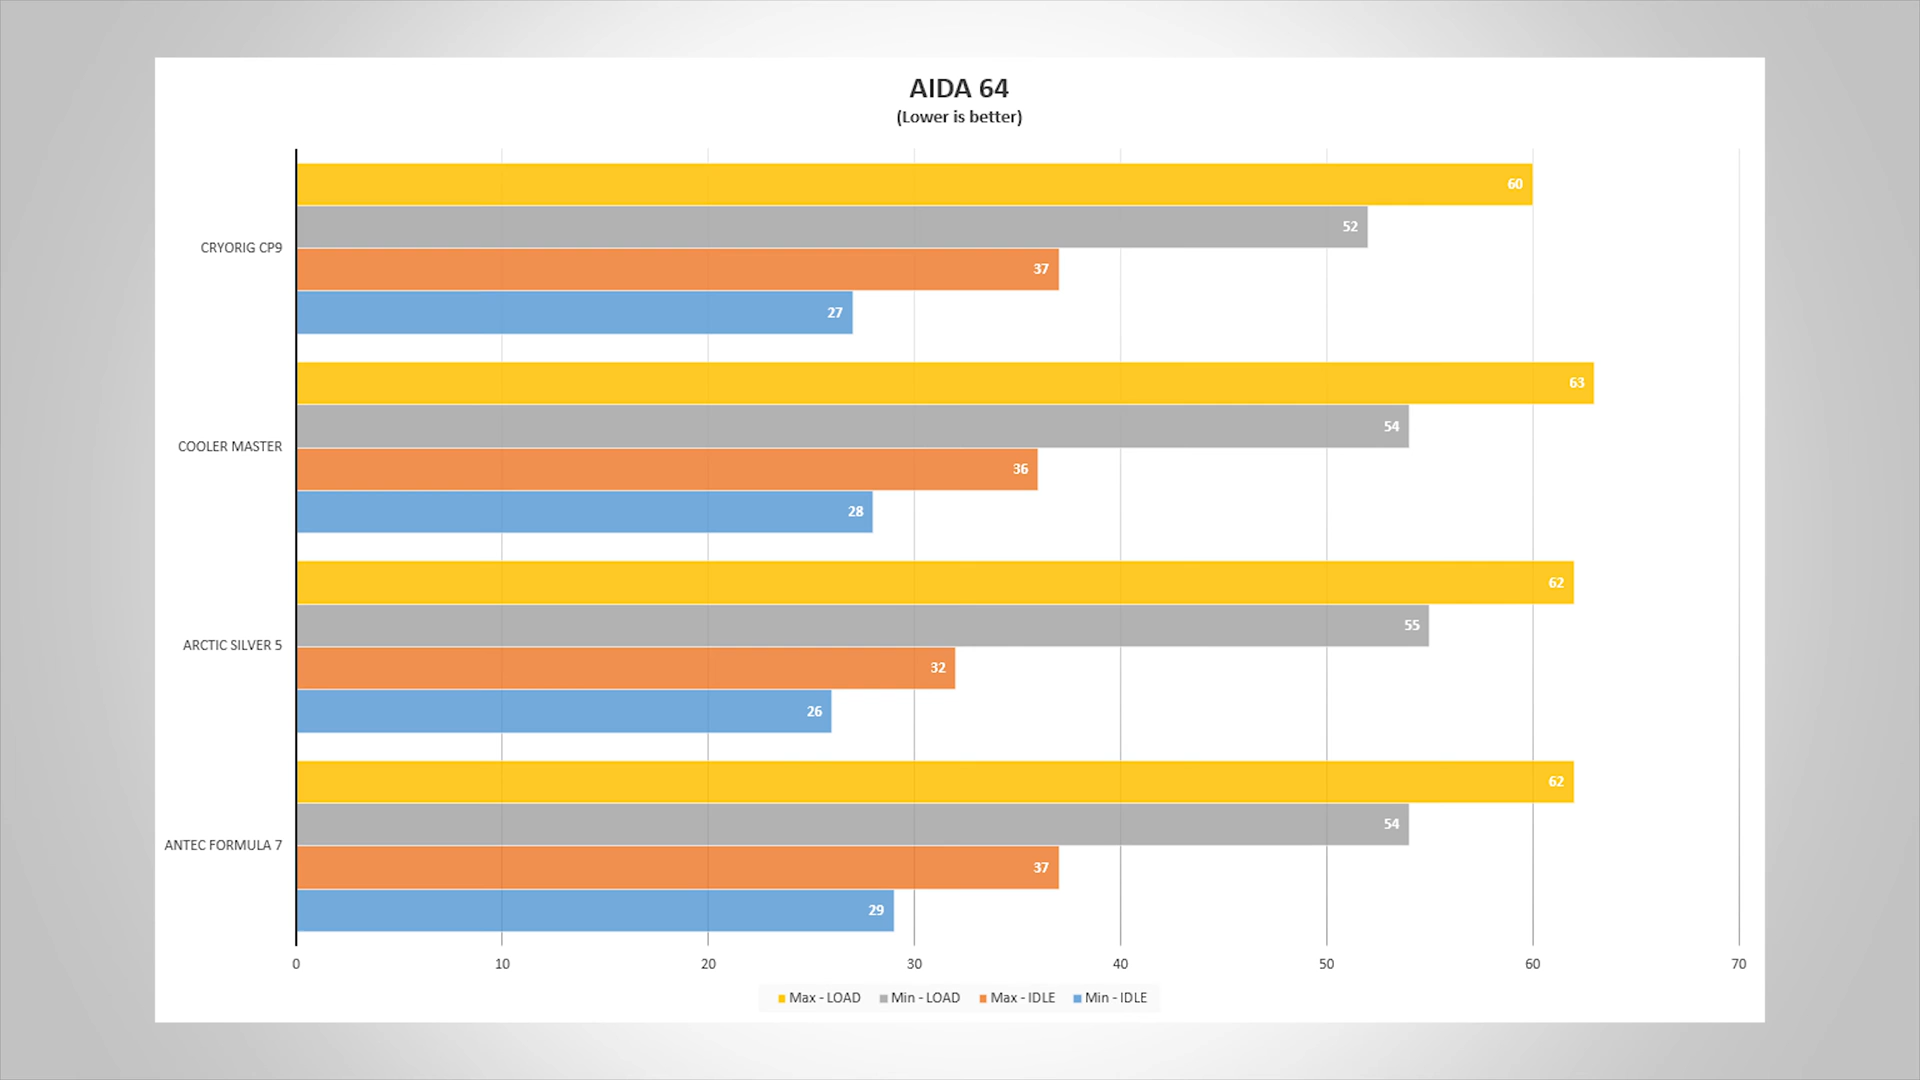 AIDA 64
(Lower is better)
60
52
CRYORIG CP9
37
27
63
54
COOLER MASTER
36
28
62
55
ARCTIC SILVER 5
32
26
62
54
ANTEC FORMULA 7
37
29
0 10 20 30 40 50 60 70
Max - LOAD Min - LOAD Max - IDLE Min - IDLE